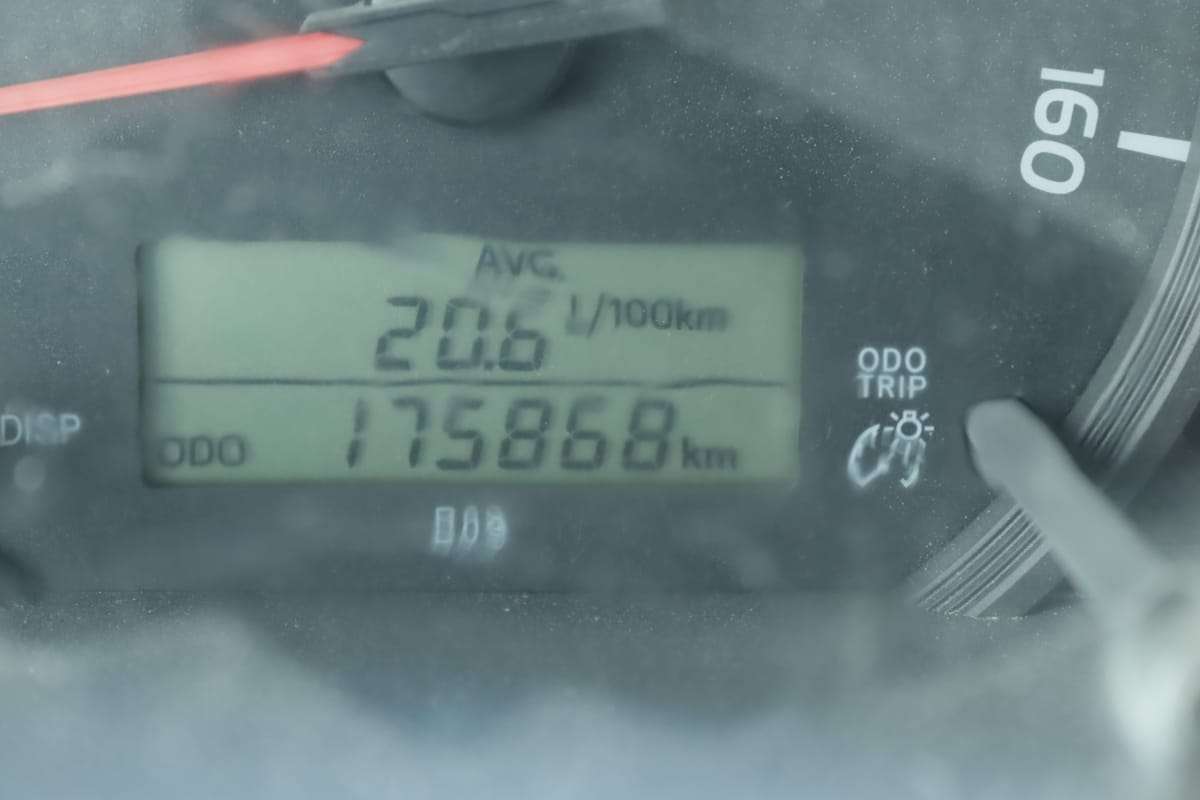 160
AVG.
20.6 L/100km
ODO
TRIP
DISP
ODO 175868 km